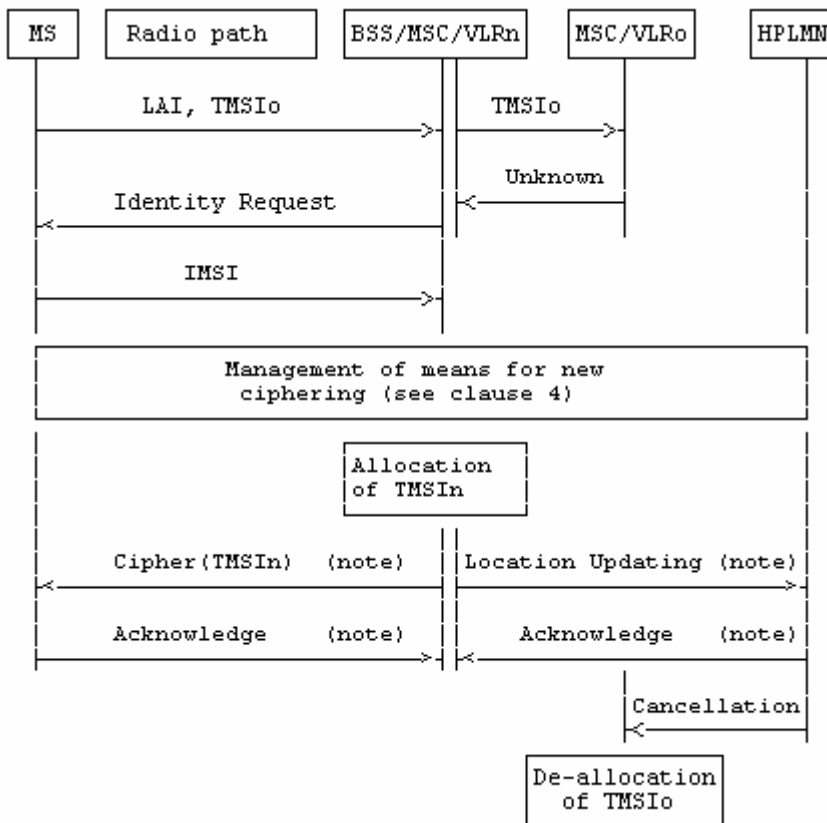 MS
Radio path
BSS/MSC/VLRn
MSC/VLRo
HPLMN
LAI, TMSIo
TMSIo
Unknown
Identity Request
IMSI
Management of means for new
ciphering (see clause 4)
Allocation
of TMSIn
Cipher(TMSIn) (note)
Location Updating (note)
Acknowledge (note)
Acknowledge (note)
Cancellation
De-allocation
of TMSIo